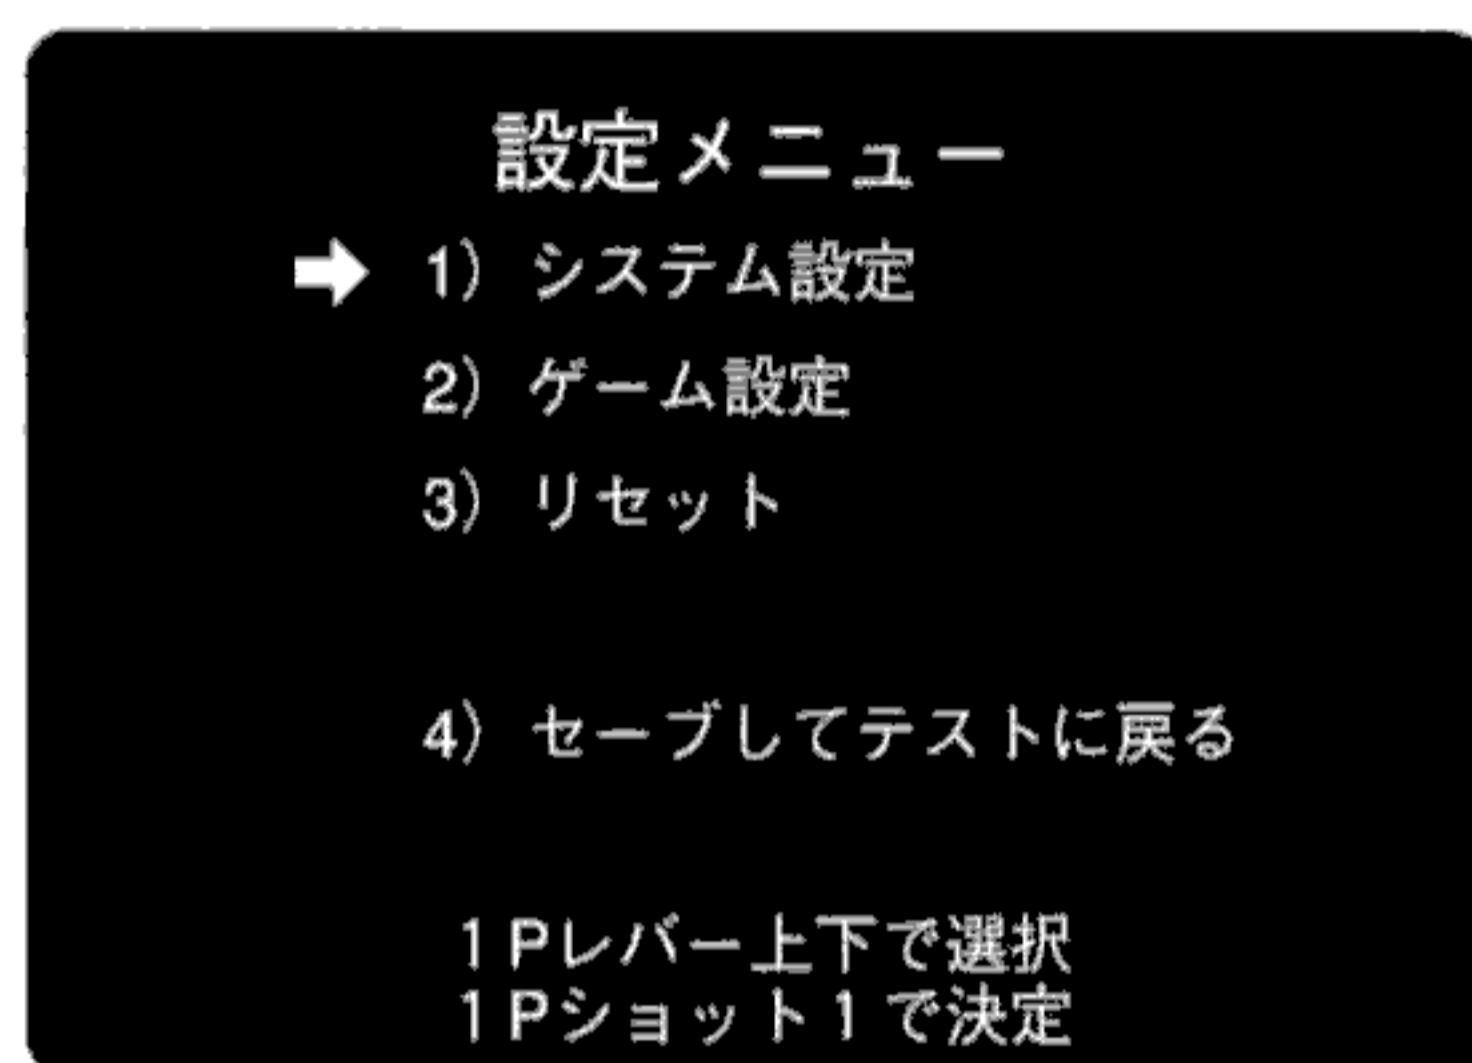 設定メニュー
➡ 1) システム設定
2) ゲーム設定
3) リセット
4) セーブしてテストに戻る
1Pレバー上下で選択
1Pショット1で決定